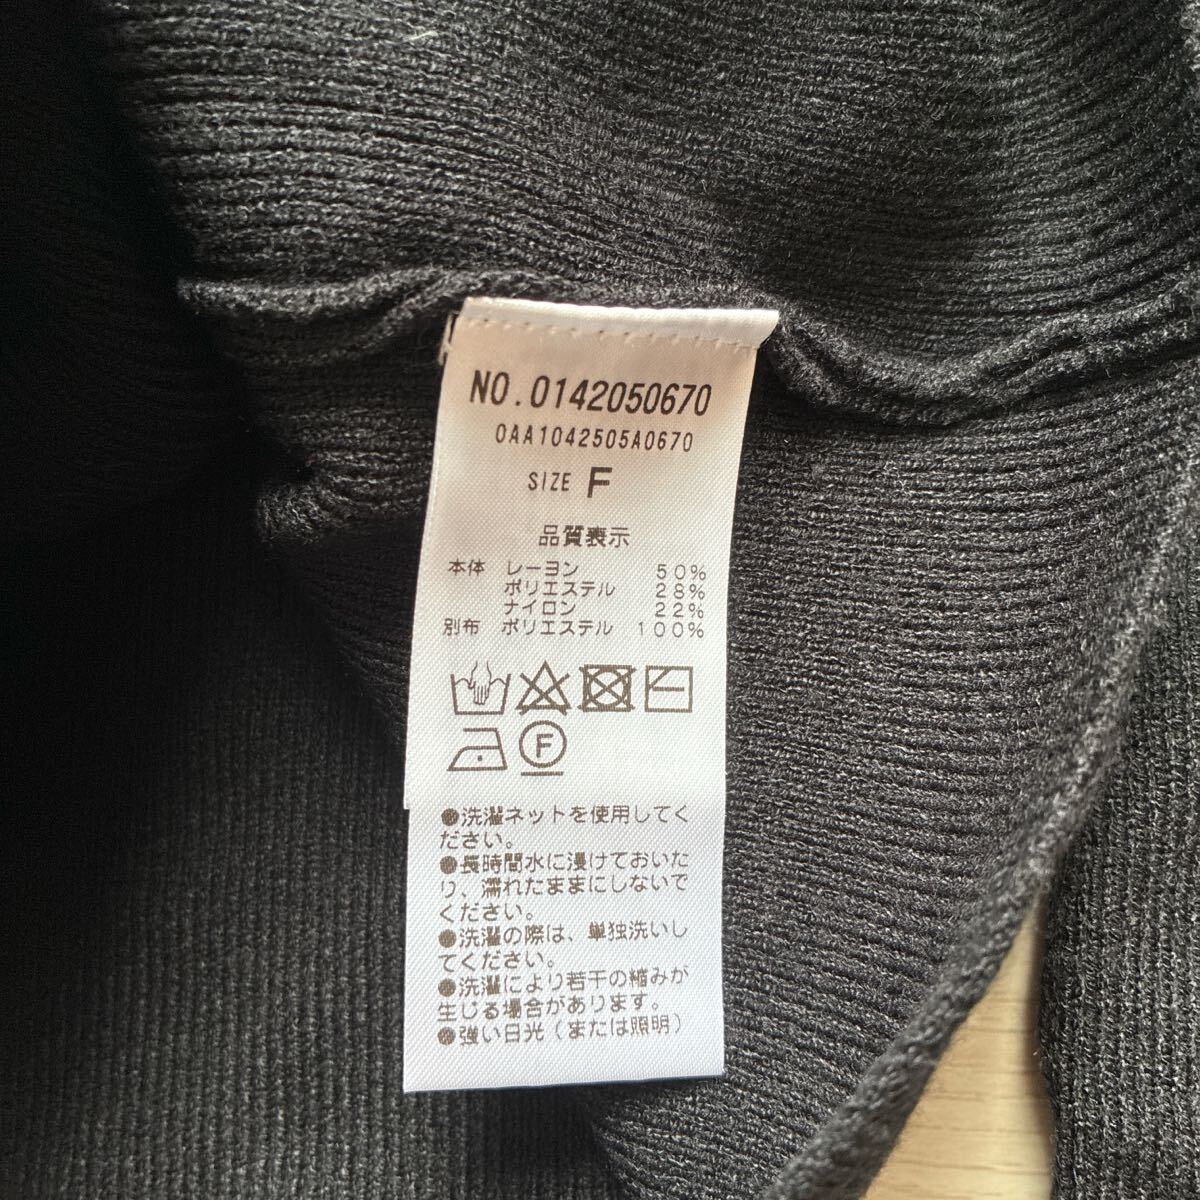 NO.0142050670
0AA1042505A0670
SIZE F
品質表示
本体 レーヨン 50%
ポリエステル 28%
ナイロン 22%
別布 ポリエステル 100%
F
●洗濯ネットを使用してく
ださい。
●長時間水に浸けておいた
り、濡れたままにしないで
ください。
●洗濯の際は、単独洗いし
てください。
●洗濯により若干の縮みが
生じる場合があります。
●強い日光(または照明)